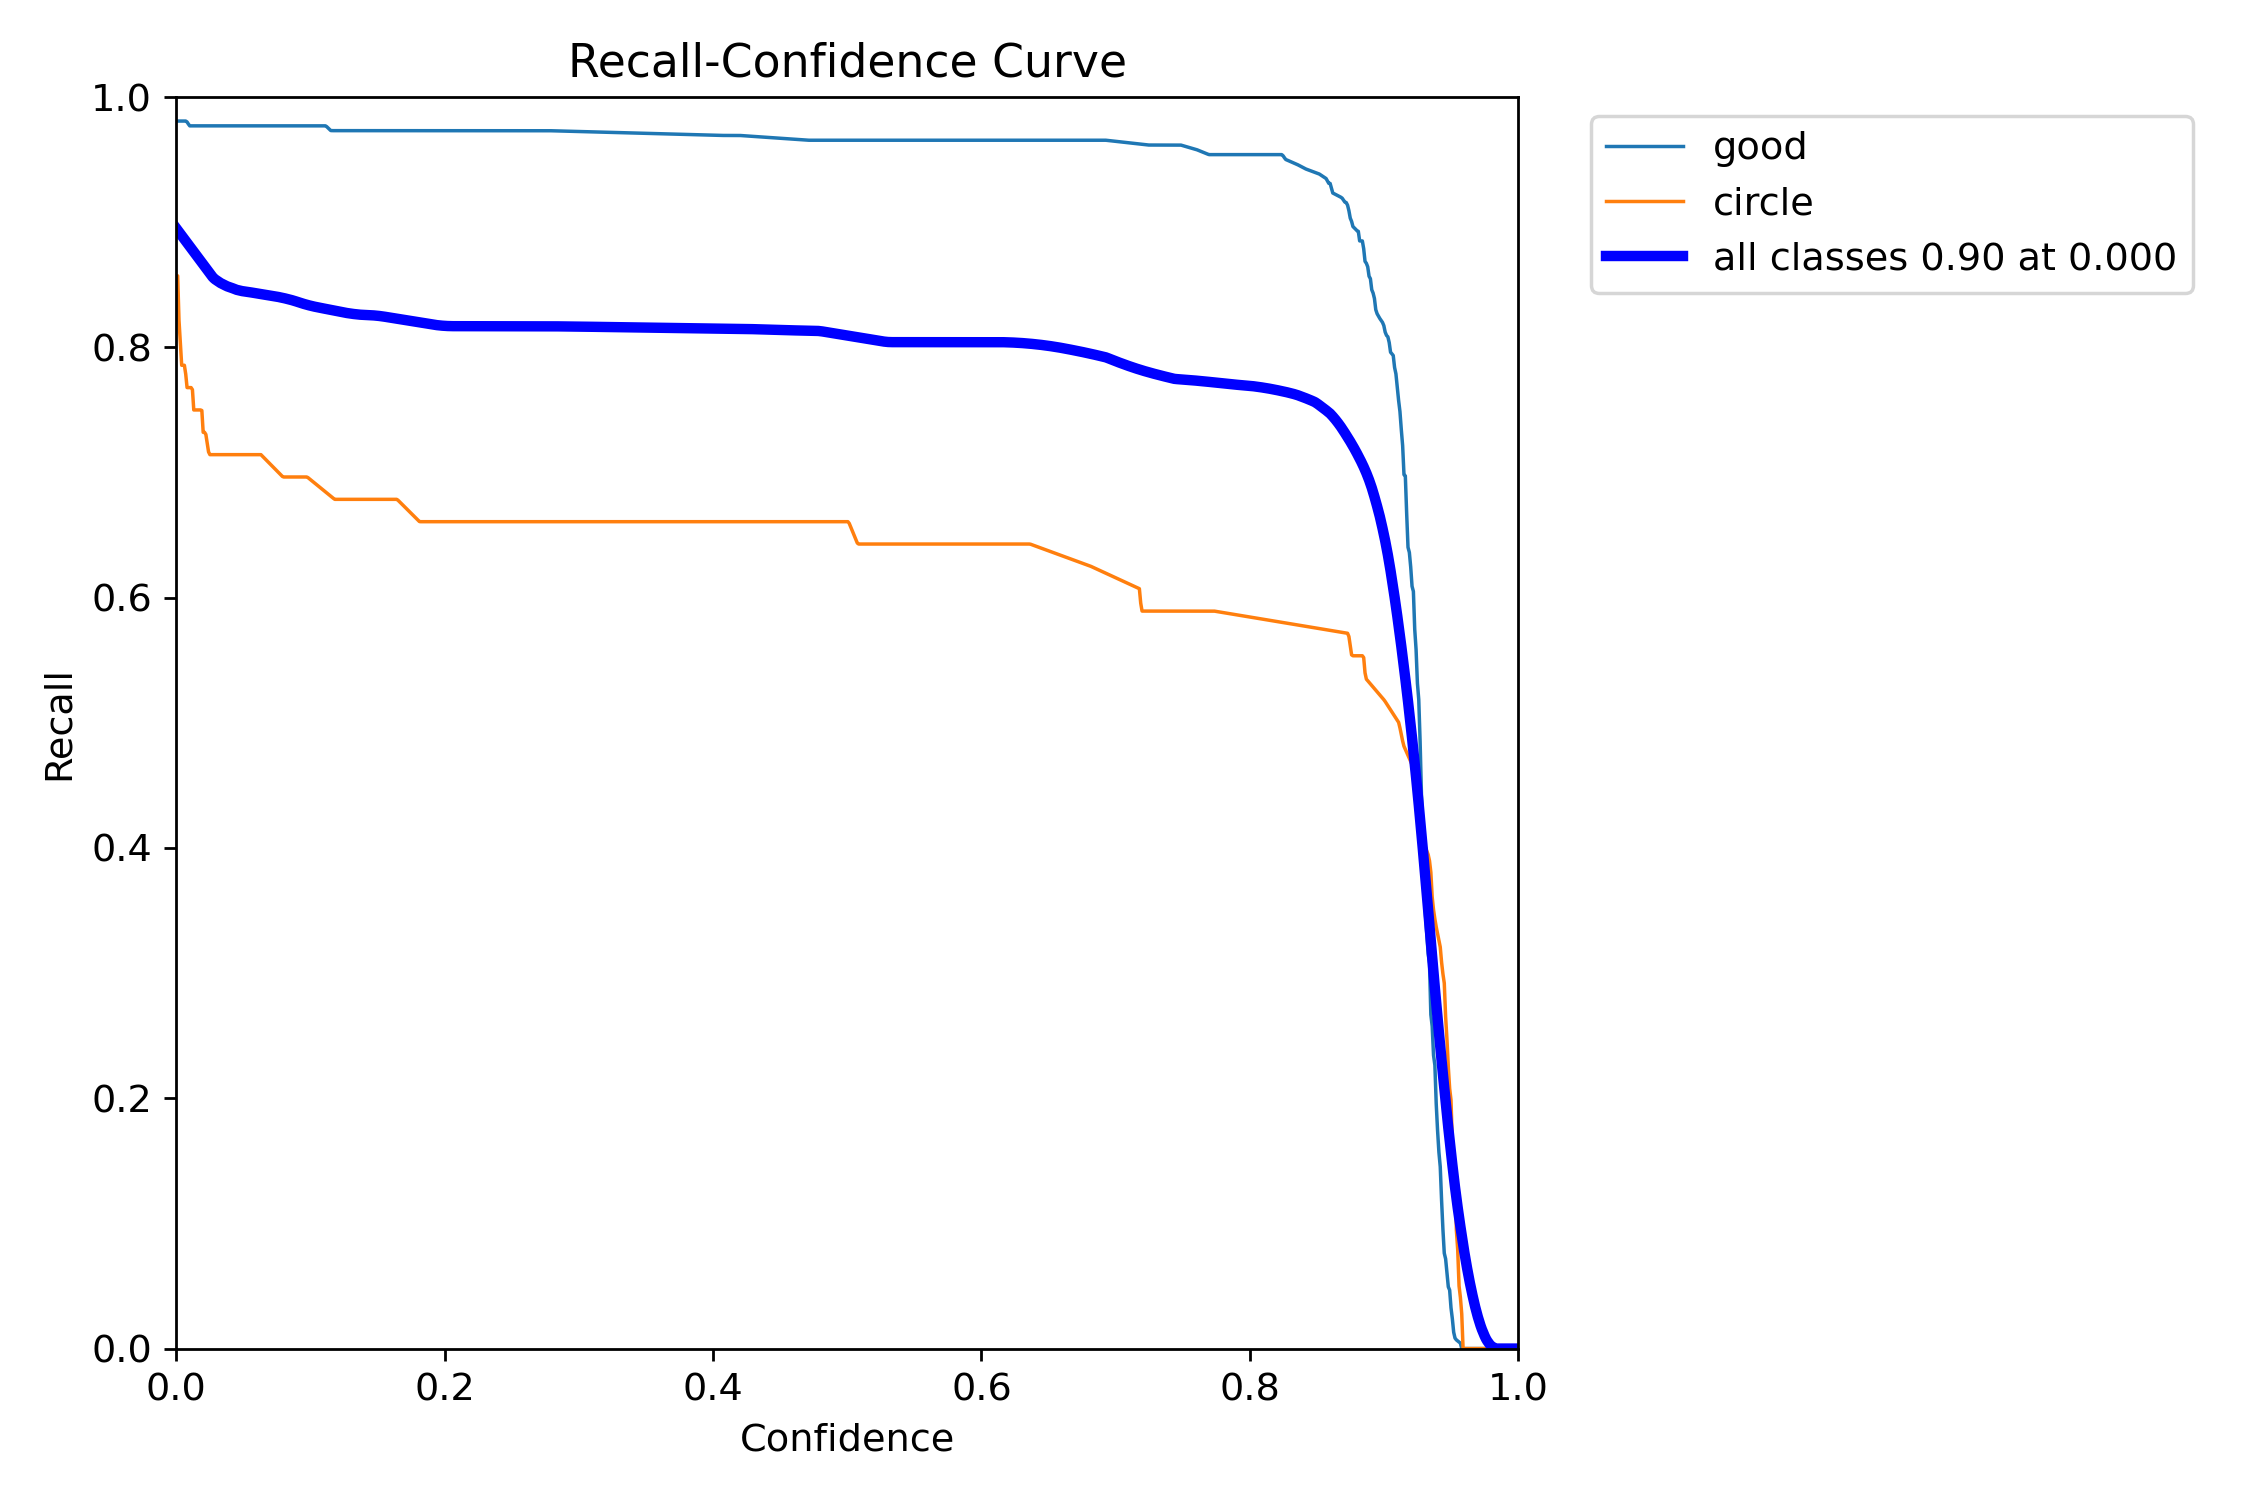 Recall-Confidence Curve
1.0
0.8
0.6
0.4
0.2
0.0
Recall
0.0 0.2 0.4 0.6 0.8 1.0
Confidence
good
circle
all classes 0.90 at 0.000